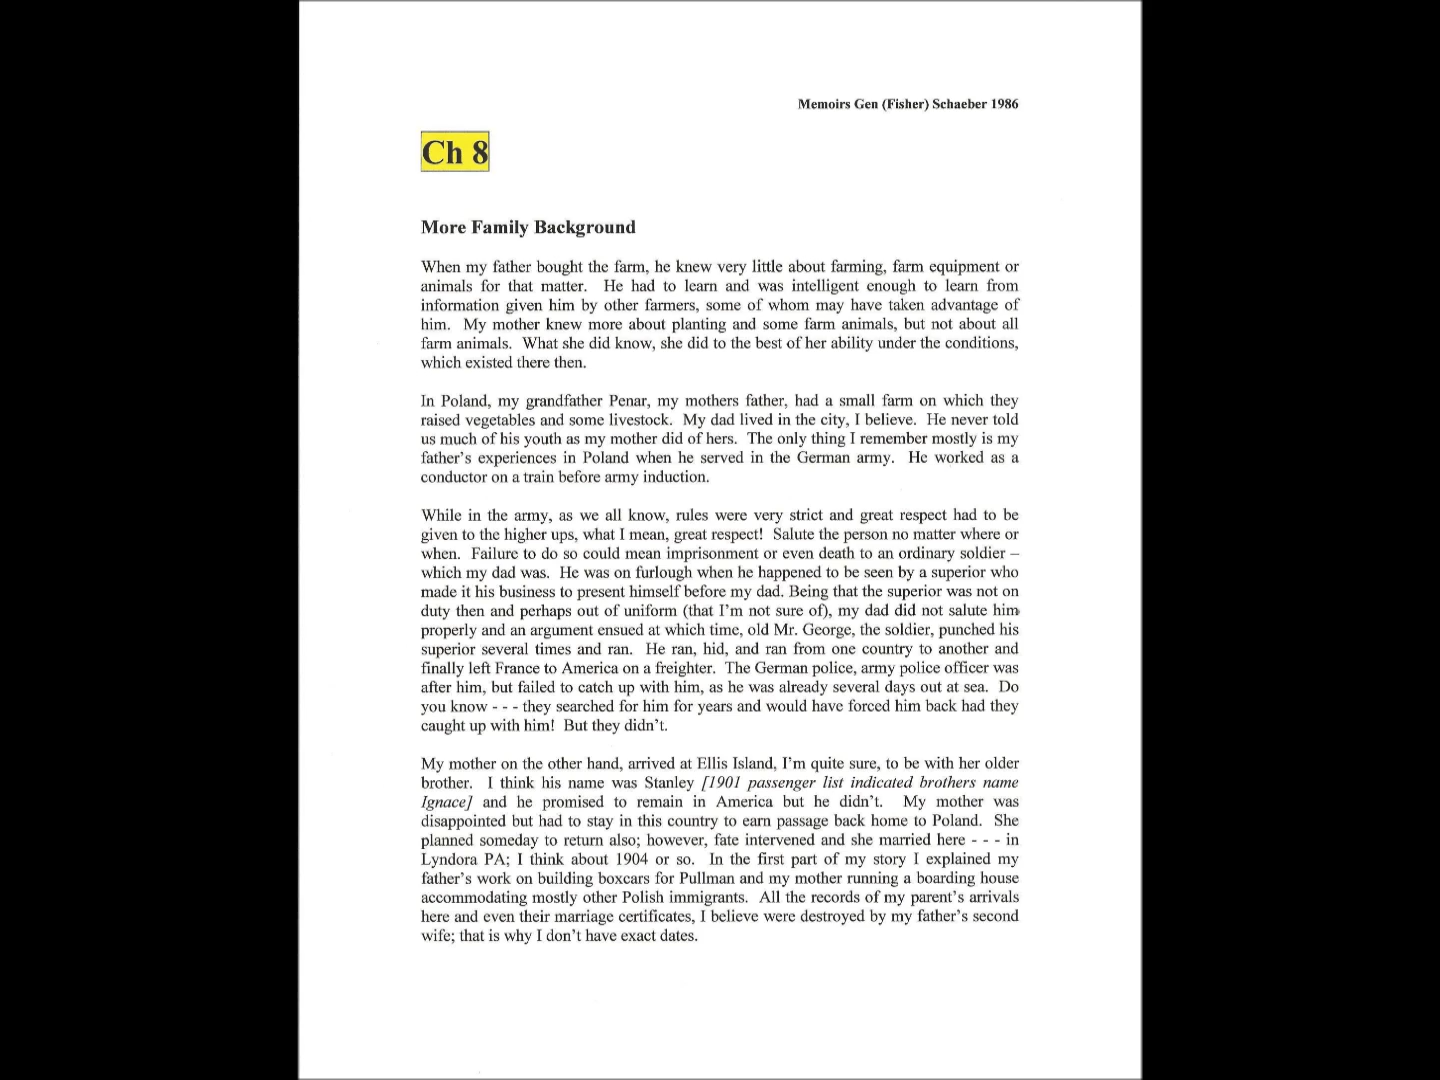 Memoirs Gen (Fisher) Schaeber 1986
Ch 8
More Family Background
When my father bought the farm, he knew very little about farming, farm equipment or
animals for that matter.  He had to learn and was intelligent enough to learn from
information given him by other farmers, some of whom may have taken advantage of
him.  My mother knew more about planting and some farm animals, but not about all
farm animals.  What she did know, she did to the best of her ability under the conditions,
which existed there then.
In Poland, my grandfather Penar, my mothers father, had a small farm on which they
raised vegetables and some livestock.  My dad lived in the city, I believe.  He never told
us much of his youth as my mother did of hers.  The only thing I remember mostly is my
father's experiences in Poland when he served in the German army.  He worked as a
conductor on a train before army induction.
While in the army, as we all know, rules were very strict and great respect had to be
given to the higher ups, what I mean, great respect!  Salute the person no matter where or
when.  Failure to do so could mean imprisonment or even death to an ordinary soldier –
which my dad was.  He was on furlough when he happened to be seen by a superior who
made it his business to present himself before my dad. Being that the superior was not on
duty then and perhaps out of uniform (that I'm not sure of), my dad did not salute him
properly and an argument ensued at which time, old Mr. George, the soldier, punched his
superior several times and ran.  He ran, hid, and ran from one country to another and
finally left France to America on a freighter.  The German police, army police officer was
after him, but failed to catch up with him, as he was already several days out at sea.  Do
you know - - - they searched for him for years and would have forced him back had they
caught up with him!  But they didn't.
My mother on the other hand, arrived at Ellis Island, I'm quite sure, to be with her older
brother.  I think his name was Stanley [1901 passenger list indicated brothers name
Ignace] and he promised to remain in America but he didn't.  My mother was
disappointed but had to stay in this country to earn passage back home to Poland.  She
planned someday to return also; however, fate intervened and she married here - - - in
Lyndora PA; I think about 1904 or so.  In the first part of my story I explained my
father's work on building boxcars for Pullman and my mother running a boarding house
accommodating mostly other Polish immigrants.  All the records of my parent's arrivals
here and even their marriage certificates, I believe were destroyed by my father's second
wife; that is why I don't have exact dates.